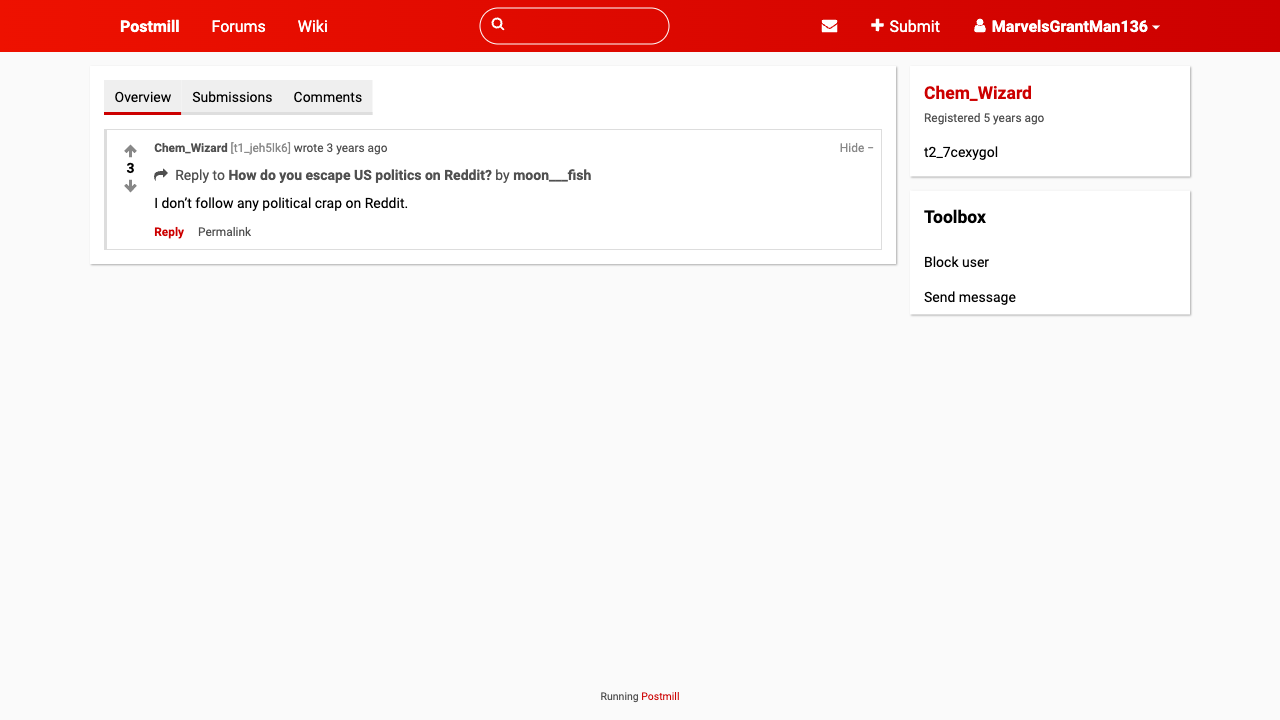 Postmill Forums Wiki Submit MarvelsGrantMan136
Overview Submissions Comments
Chem_Wizard [t1_jeh5lk6] wrote 3 years ago Hide −
3
Reply to How do you escape US politics on Reddit? by moon___fish
I don’t follow any political crap on Reddit.
Reply Permalink
Chem_Wizard
Registered 5 years ago
t2_7cexygol
Toolbox
Block user
Send message
Running Postmill